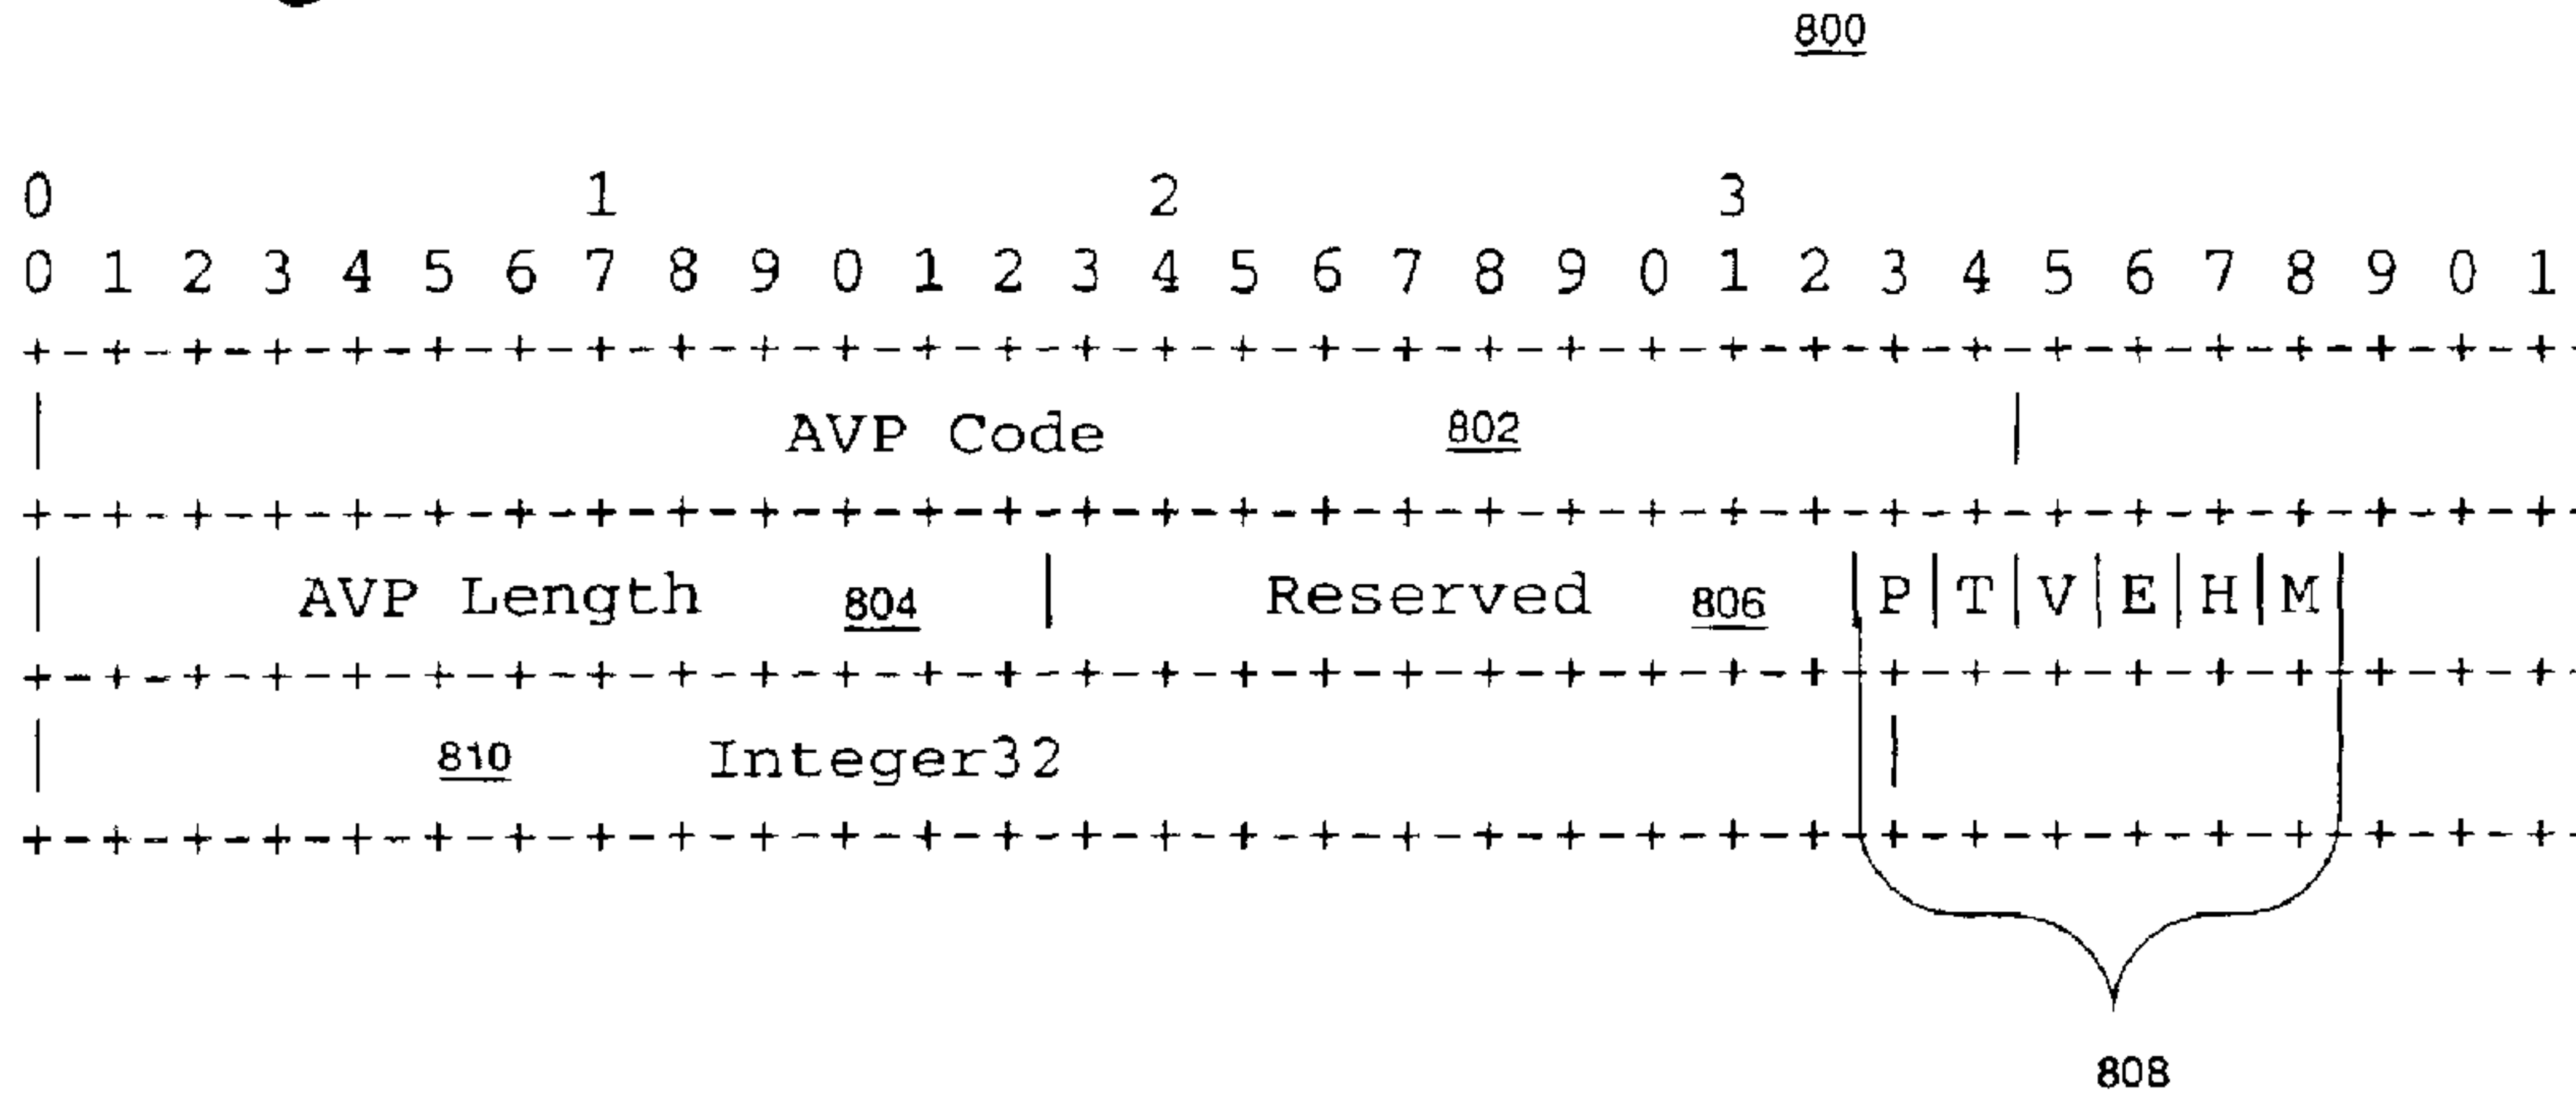 800
0 1 2 3
0 1 2 3 4 5 6 7 8 9 0 1 2 3 4 5 6 7 8 9 0 1 2 3 4 5 6 7 8 9 0 1
+-+-+-+-+-+-+-+-+-+-+-+-+-+-+-+-+-+-+-+-+-+-+-+-+-+-+-+-+-+-+-+-
| AVP Code 802 |
+-+-+-+-+-+-+-+-+-+-+-+-+-+-+-+-+-+-+-+-+-+-+-+-+-+-+-+-+-+-+-+-
| AVP Length 804 | Reserved 806 |P|T|V|E|H|M|
+-+-+-+-+-+-+-+-+-+-+-+-+-+-+-+-+-+-+-+-+-+-+-+-+-+-+-+-+-+-+-+-
| 810 Integer32 |
+-+-+-+-+-+-+-+-+-+-+-+-+-+-+-+-+-+-+-+-+-+-+-+-+-+-+-+-+-+-+-+-
808